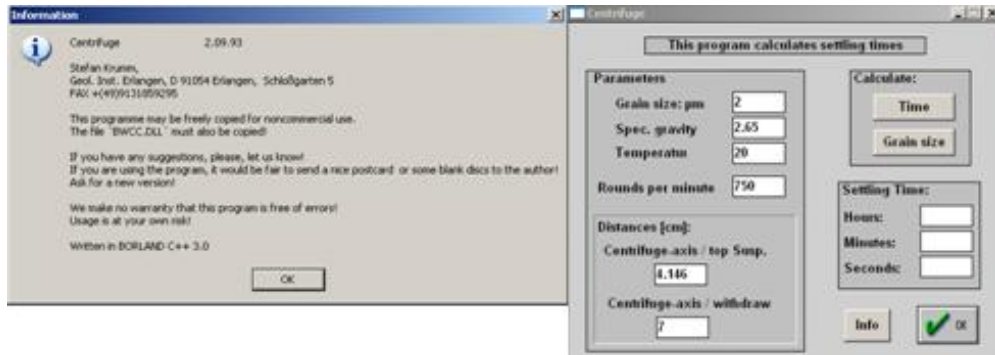 Information
Centrifuge 2.09.93
Stefan Krumm,
Geol. Inst. Erlangen, D 91054 Erlangen, Schloßgarten 5
FAX +(49)9131859295
This programme may be freely copied for noncommercial use.
The file ´BWCC.DLL´ must also be copied!
If you have any suggestions, please, let us know!
If you are using the program, it would be fair to send a nice postcard or some blank discs to the author!
Ask for a new version!
We make no warranty that this program is free of errors!
Usage is at your own risk!
Written in BORLAND C++ 3.0
OK
Centrifuge
This program calculates settling times
Parameters
Grain size: µm 2
Spec. gravity 2.65
Temperatur 20
Rounds per minute 750
Distances [cm]:
Centrifuge-axis / top Susp.
4.146
Centrifuge-axis / withdraw
7
Calculate:
Time
Grain size
Settling Time:
Hours:
Minutes:
Seconds:
Info
OK